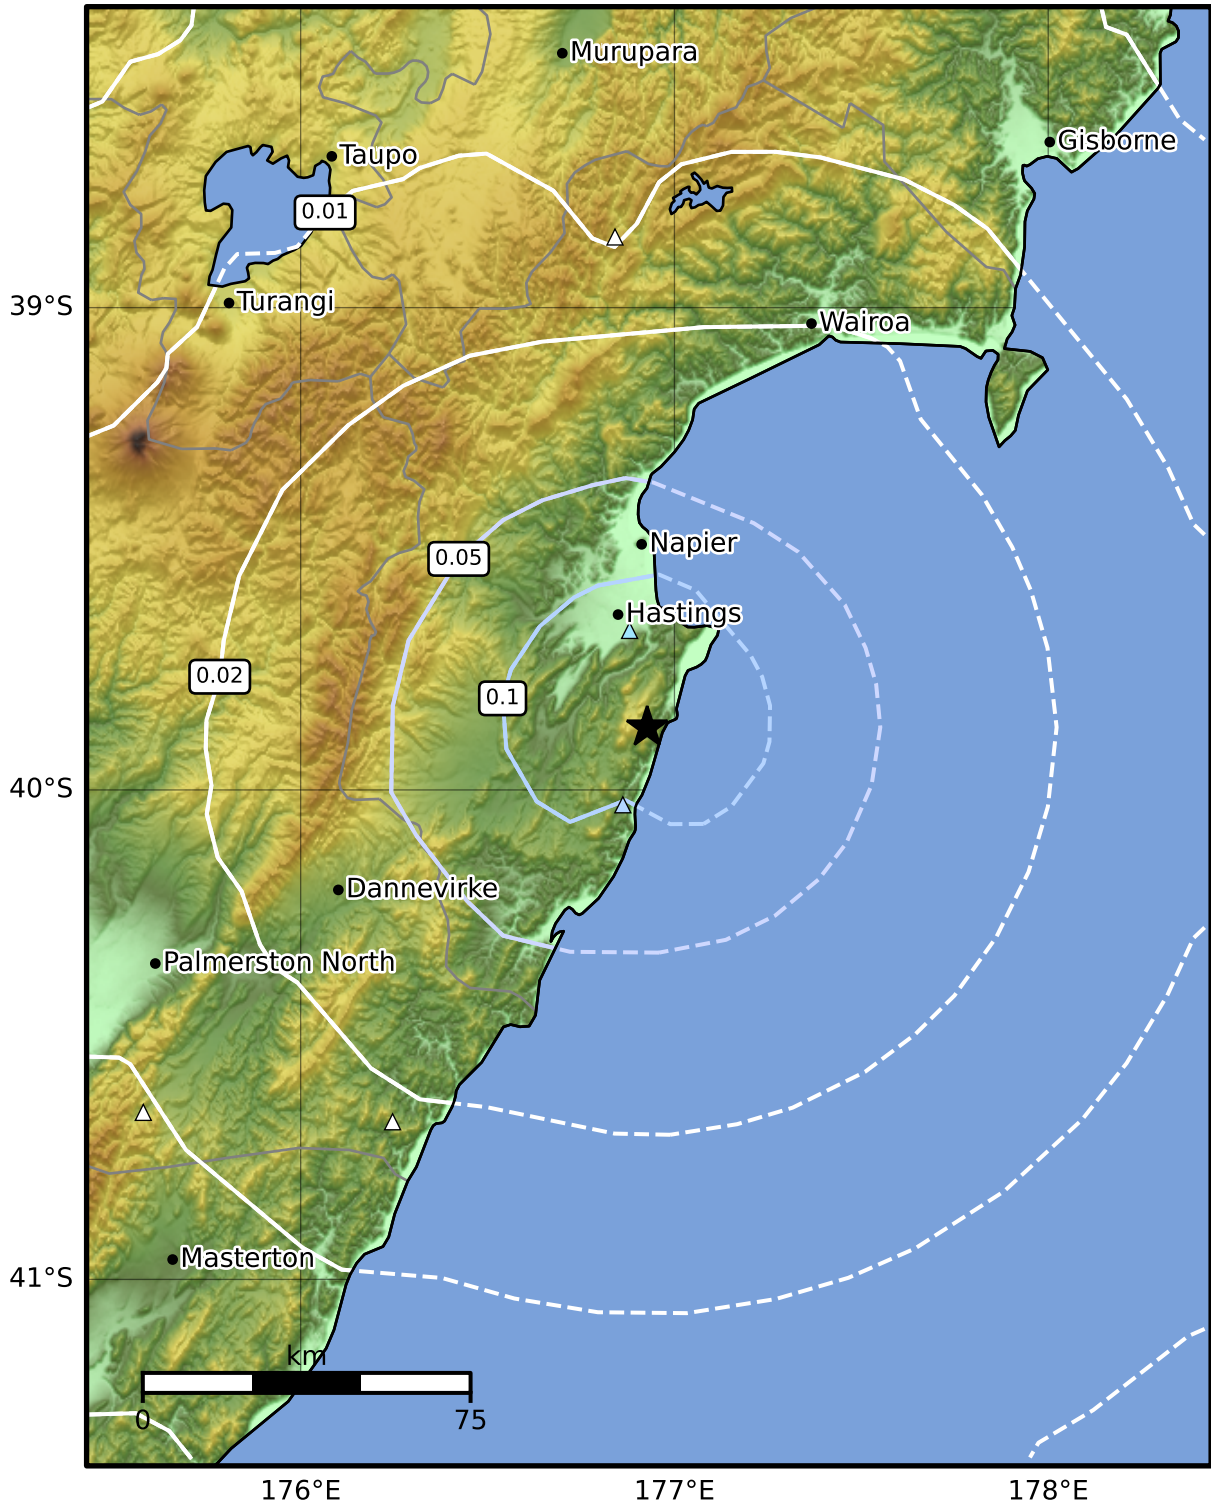 Murupara
Gisborne
Taupo
0.01
Turangi
39°S
Wairoa
Napier
0.05
Hastings
0.02
0.1
40°S
Dannevirke
Palmerston North
Masterton
41°S
km
0
75
176°E
177°E
178°E